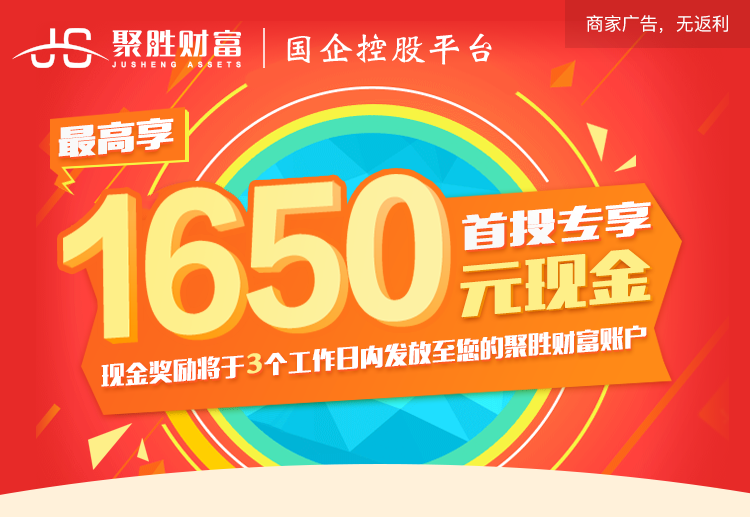 商家广告，无返利
JS 聚胜财富 国企控股平台
JUSHENG ASSETS
最高享
1650
首投专享
元现金
现金奖励将于3个工作日内发放至您的聚胜财富账户